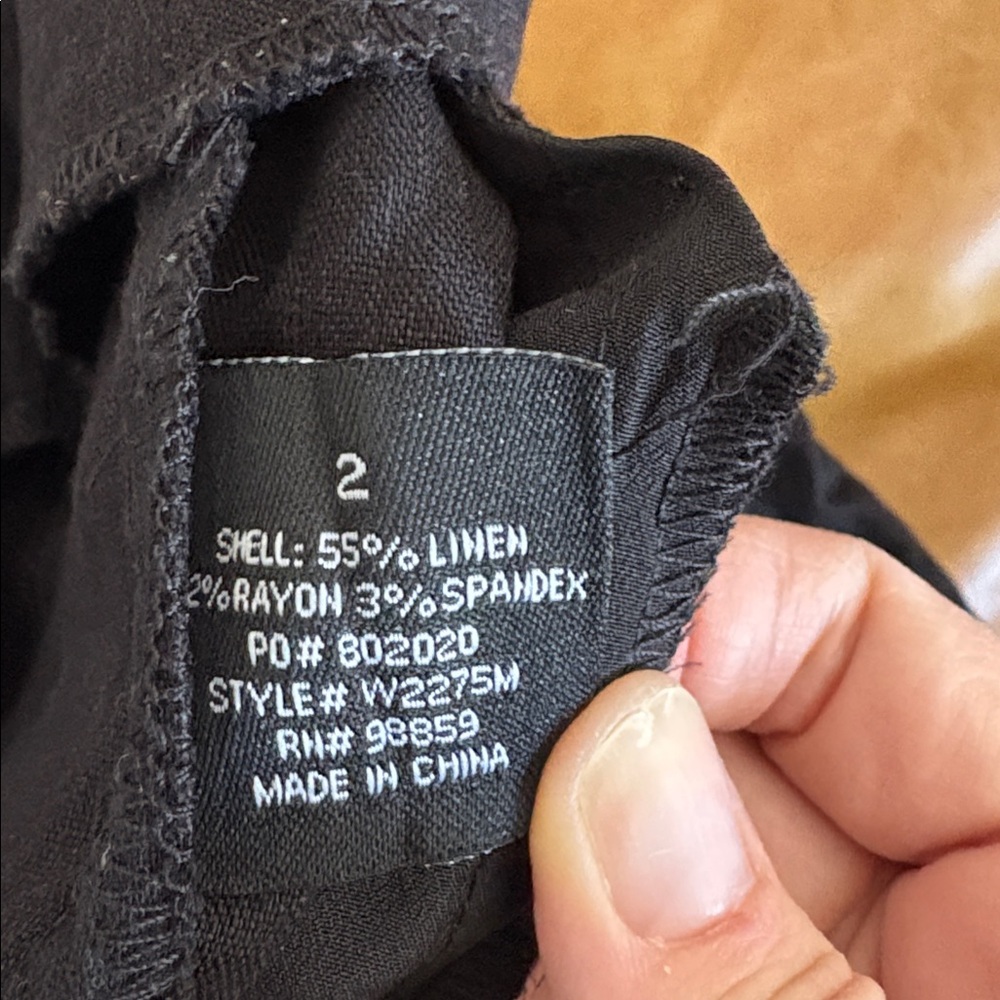 2
SHELL: 55% LINEN
2% RAYON 3% SPANDEX
PO# 802020
STYLE# W2275M
RN# 98859
MADE IN CHINA